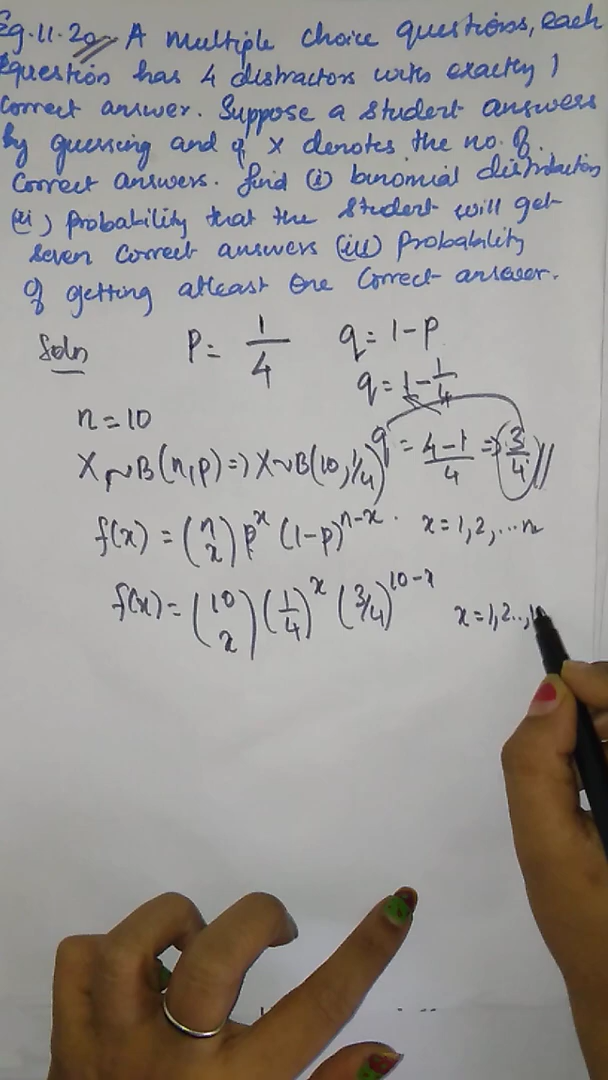 Eg.11.20 A multiple choice questions, each
question has 4 distractors with exactly 1
correct answer. Suppose a student answers
by guessing and if X denotes the no. of
correct answers. find (i) binomial distribution
(ii) probability that the student will get
seven correct answers (iii) probability
of getting atleast one correct answer.
Soln P = 1/4 q = 1-P
q = 1-1/4
n = 10
X ~ B(n,p) => X ~ B(10, 1/4) q = 4-1/4 => 3/4 //
f(x) = (n x) p^x (1-p)^n-x . x = 1,2,...n
f(x) = (10 x) (1/4)^x (3/4)^10-x x = 1,2..,